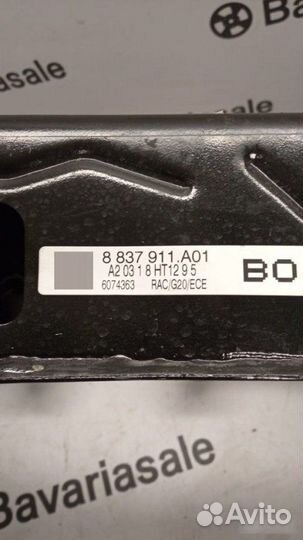 Bavariasale
8 837 911.A01
A2 03 1 8 HT12 9 5
6074363 RAC/G20/ECE
BO
Bavariasale
Avito